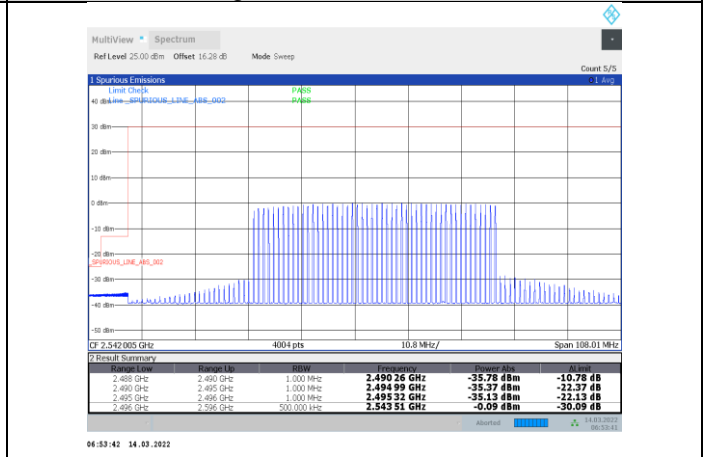 MultiView Spectrum
Ref Level 25.00 dBm Offset 16.28 dB Mode Sweep
Count 5/5
1 Spurious Emissions 1 Avg
Limit Check PASS
40 dBm Line _SPURIOUS_LINE_ABS_002 PASS
30 dBm
20 dBm
10 dBm
0 dBm
-10 dBm
-20 dBm
_SPURIOUS_LINE_ABS_002
-30 dBm
-40 dBm
-50 dBm
CF 2.542005 GHz 4004 pts 10.8 MHz/ Span 108.01 MHz
2 Result Summary
Range Low Range Up RBW Frequency Power Abs ΔLimit
2.488 GHz 2.490 GHz 1.000 MHz 2.490 26 GHz -35.78 dBm -10.78 dB
2.490 GHz 2.495 GHz 1.000 MHz 2.494 99 GHz -35.37 dBm -22.37 dB
2.495 GHz 2.496 GHz 1.000 MHz 2.495 32 GHz -35.13 dBm -22.13 dB
2.496 GHz 2.596 GHz 500.000 kHz 2.543 51 GHz -0.09 dBm -30.09 dB
Aborted 14.03.2022
06:53:41
06:53:42 14.03.2022